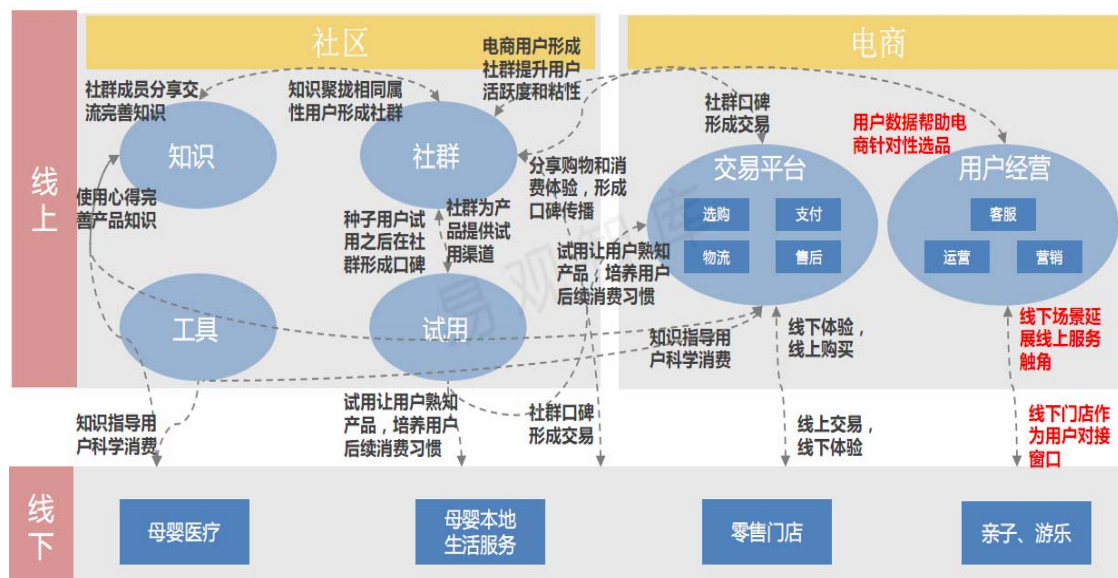 社区
电商
线上
社群成员分享交
流完善知识
知识聚拢相同属
性用户形成社群
电商用户形成
社群提升用户
活跃度和粘性
社群口碑
形成交易
用户数据帮助电
商针对性选品
知识
社群
交易平台
选购
支付
物流
售后
用户经营
客服
运营
营销
使用心得完
善产品知识
种子用户试
用之后在社
群形成口碑
社群为产
品提供试
用渠道
分享购物和消
费体验，形成
口碑传播
试用让用户熟知
产品，培养用户
后续消费习惯
易观智库
工具
试用
知识指导用
户科学消费
线下体验，
线上购买
线下场景延
展线上服务
触角
知识指导用
户科学消费
试用让用户熟知
产品，培养用户
后续消费习惯
社群口碑
形成交易
线上交易，
线下体验
线下门店作
为用户对接
窗口
线下
母婴医疗
母婴本地
生活服务
零售门店
亲子、游乐